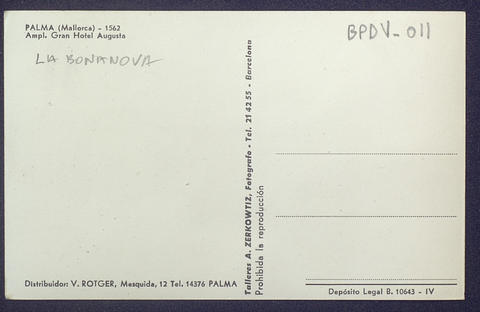 PALMA (Mallorca) - 1562
Ampl. Gran Hotel Augusta
LA BONANOVA
BPDV-011
Talleres A. ZERKOWTIZ, Fotografo - Tel. 21 42 55 - Barcelona
Prohibida la reproducción
Distribuidor: V. ROTGER, Mesquida, 12 Tel. 14376 PALMA
Depósito Legal B. 10643 - IV